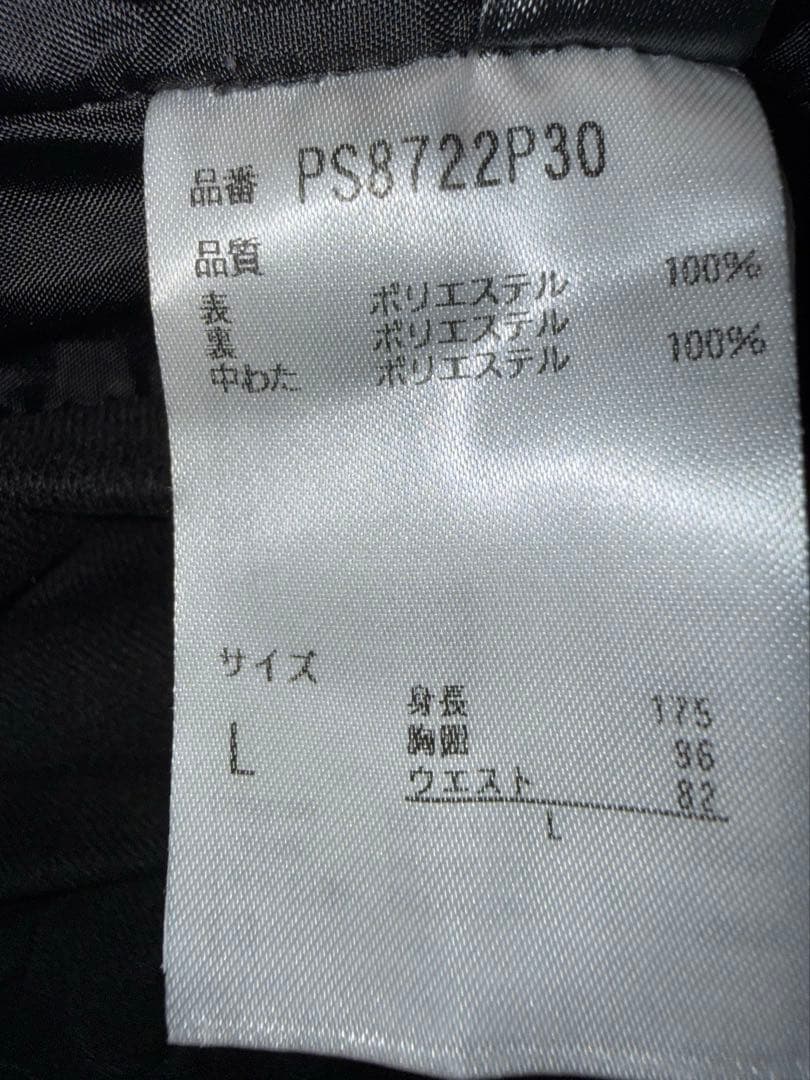 品番 PS8722P30
品質
表 ポリエステル 100%
裏 ポリエステル
中わた ポリエステル 100%
サイズ
L
身長 175
胸囲 96
ウエスト 82
L